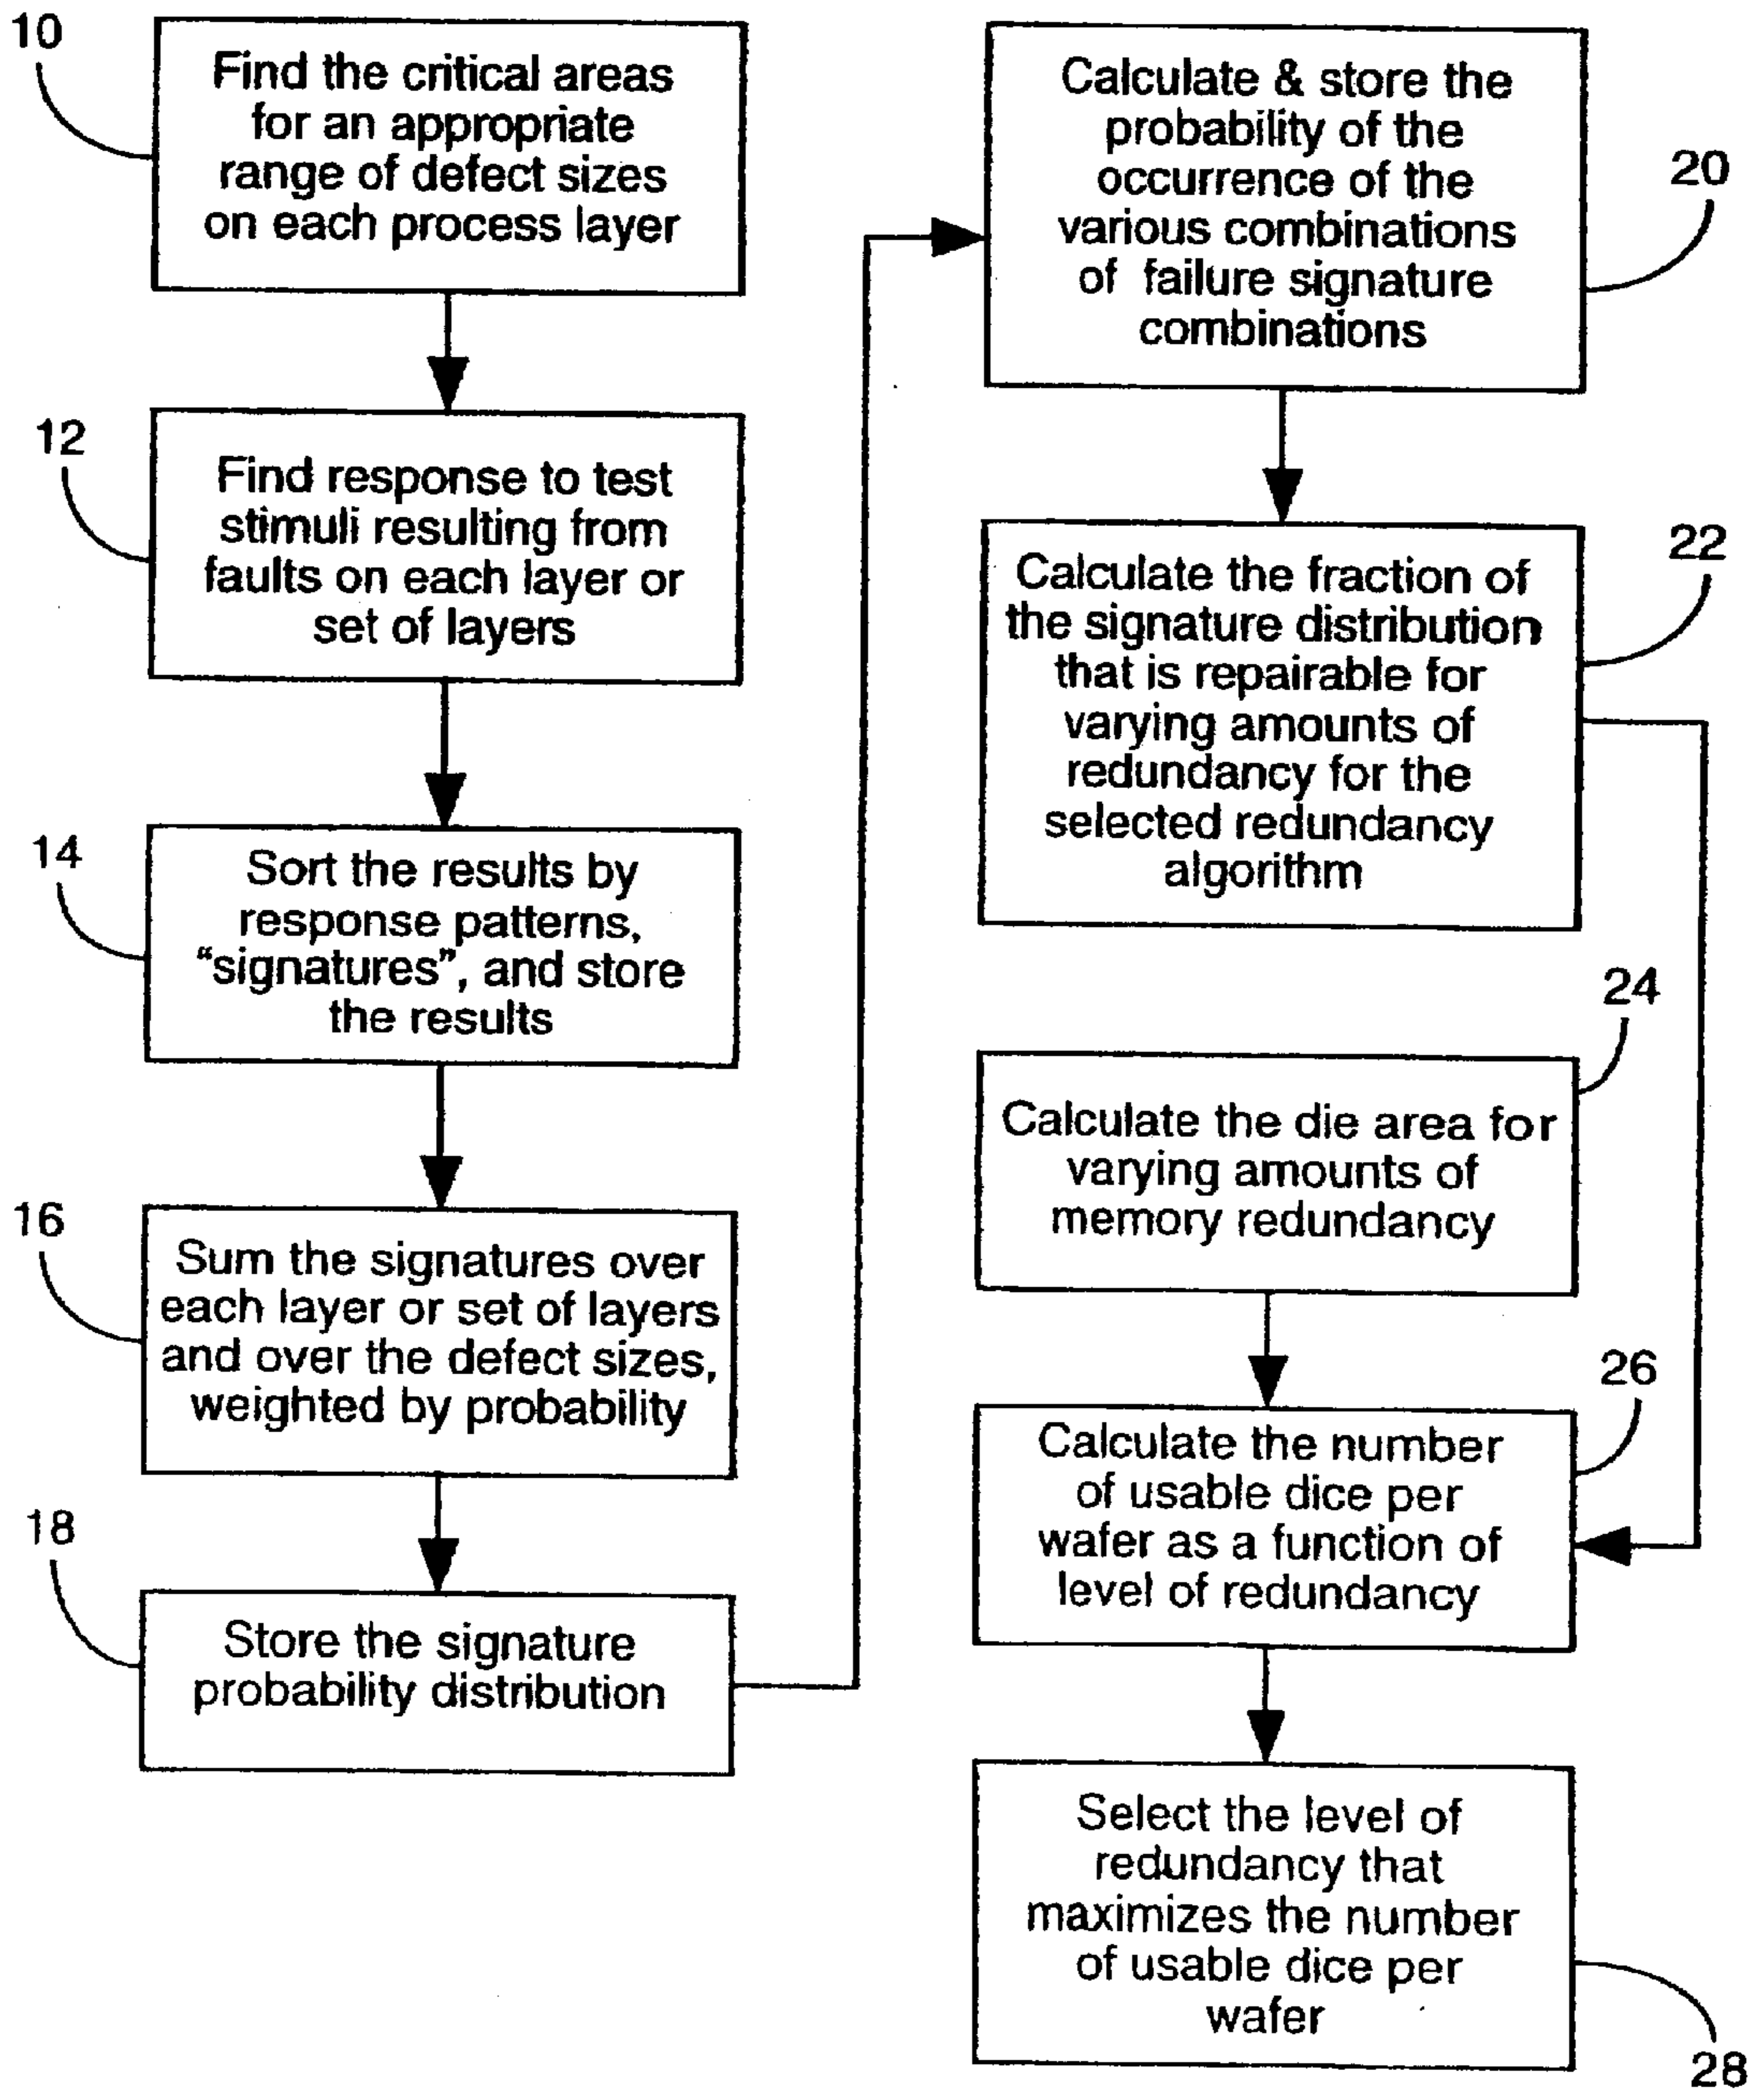 10
Find the critical areas
for an appropriate
range of defect sizes
on each process layer
12
Find response to test
stimuli resulting from
faults on each layer or
set of layers
14
Sort the results by
response patterns,
“signatures”, and store
the results
16
Sum the signatures over
each layer or set of layers
and over the defect sizes,
weighted by probability
18
Store the signature
probability distribution
Calculate & store the
probability of the
occurrence of the
various combinations
of failure signature
combinations
20
Calculate the fraction of
the signature distribution
that is repairable for
varying amounts of
redundancy for the
selected redundancy
algorithm
22
24
Calculate the die area for
varying amounts of
memory redundancy
26
Calculate the number
of usable dice per
wafer as a function of
level of redundancy
Select the level of
redundancy that
maximizes the number
of usable dice per
wafer
28